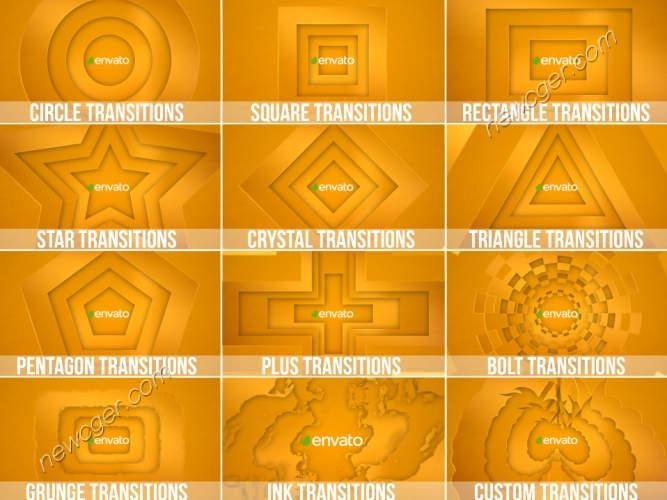 envato
envato
envato
CIRCLE TRANSITIONS
SQUARE TRANSITIONS
RECTANGLE TRANSITIONS
newcger.com
envato
envato
envato
STAR TRANSITIONS
CRYSTAL TRANSITIONS
TRIANGLE TRANSITIONS
envato
envato
envato
PENTAGON TRANSITIONS
PLUS TRANSITIONS
BOLT TRANSITIONS
newcger.com
envato
envato
envato
GRUNGE TRANSITIONS
INK TRANSITIONS
CUSTOM TRANSITIONS